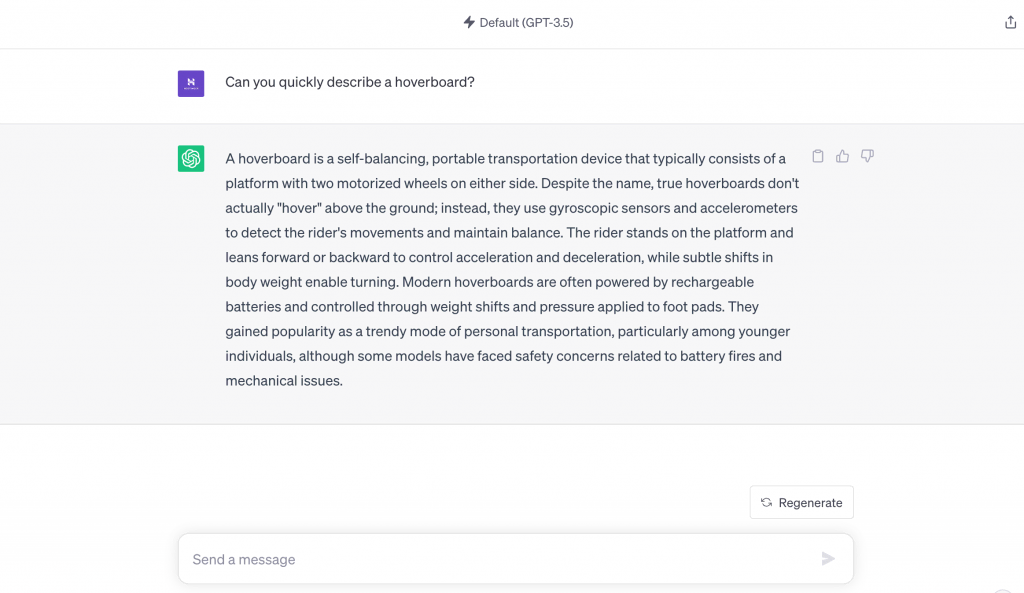 Default (GPT-3.5)
Can you quickly describe a hoverboard?
A hoverboard is a self-balancing, portable transportation device that typically consists of a
platform with two motorized wheels on either side. Despite the name, true hoverboards don't
actually "hover" above the ground; instead, they use gyroscopic sensors and accelerometers
to detect the rider's movements and maintain balance. The rider stands on the platform and
leans forward or backward to control acceleration and deceleration, while subtle shifts in
body weight enable turning. Modern hoverboards are often powered by rechargeable
batteries and controlled through weight shifts and pressure applied to foot pads. They
gained popularity as a trendy mode of personal transportation, particularly among younger
individuals, although some models have faced safety concerns related to battery fires and
mechanical issues.
Regenerate
Send a message